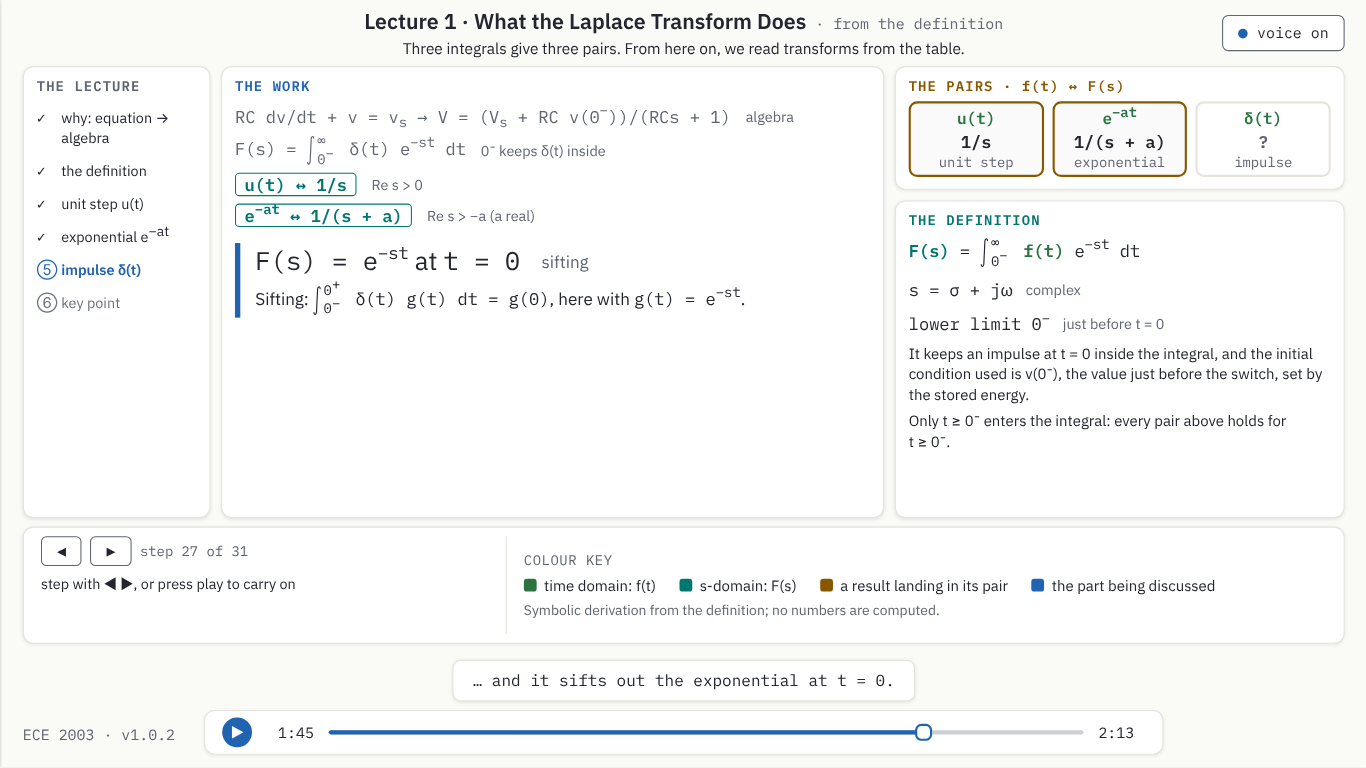 Lecture 1 · What the Laplace Transform Does · from the definition
Three integrals give three pairs. From here on, we read transforms from the table.
voice on
THE LECTURE
✓ why: equation →
algebra
✓ the definition
✓ unit step u(t)
✓ exponential e⁻ᵃᵗ
⑤ impulse δ(t)
⑥ key point
THE WORK
RC dv/dt + v = vₛ → V = (Vₛ + RC v(0⁻))/(RCs + 1) algebra
F(s) = ∫₀₋^∞ δ(t) e⁻ˢᵗ dt 0⁻ keeps δ(t) inside
u(t) ↔ 1/s Re s > 0
e⁻ᵃᵗ ↔ 1/(s + a) Re s > −a (a real)
F(s) = e⁻ˢᵗ at t = 0 sifting
Sifting: ∫₀₋^0⁺ δ(t) g(t) dt = g(0), here with g(t) = e⁻ˢᵗ.
THE PAIRS · f(t) ↔ F(s)
u(t)
1/s
unit step
e⁻ᵃᵗ
1/(s + a)
exponential
δ(t)
?
impulse
THE DEFINITION
F(s) = ∫₀₋^∞ f(t) e⁻ˢᵗ dt
s = σ + jω complex
lower limit 0⁻ just before t = 0
It keeps an impulse at t = 0 inside the integral, and the initial
condition used is v(0⁻), the value just before the switch, set by
the stored energy.
Only t ≥ 0⁻ enters the integral: every pair above holds for
t ≥ 0⁻.
◀ ▶ step 27 of 31
step with ◀ ▶, or press play to carry on
COLOUR KEY
time domain: f(t) s-domain: F(s) a result landing in its pair the part being discussed
Symbolic derivation from the definition; no numbers are computed.
… and it sifts out the exponential at t = 0.
ECE 2003 · v1.0.2
1:45 2:13